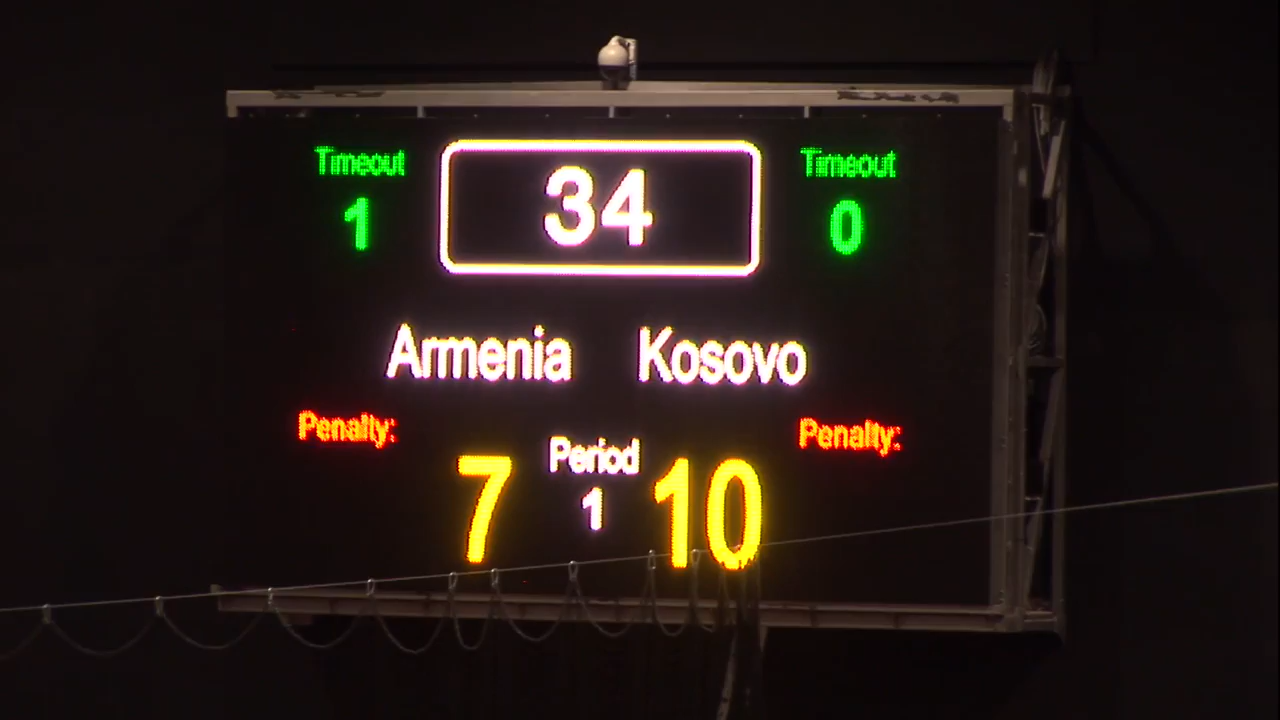 Timeout 34 Timeout
1 0
Armenia Kosovo
Penalty: Period Penalty:
7 1 10